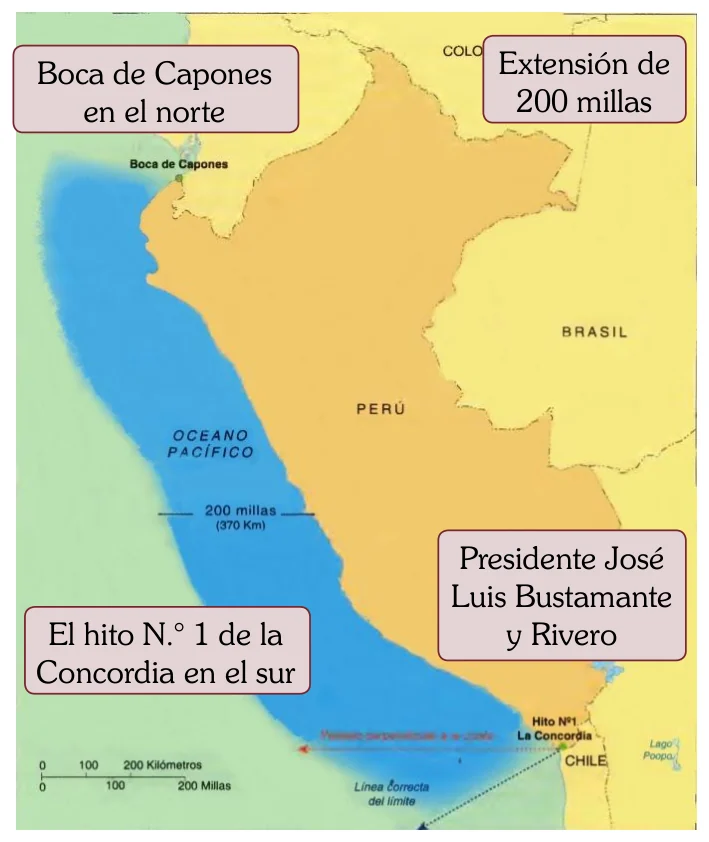 COLO
Boca de Capones
en el norte
Extensión de
200 millas
Boca de Capones
BRASIL
PERÚ
OCEANO
PACÍFICO
200 millas
(370 Km)
Presidente José
Luis Bustamante
y Rivero
El hito N.° 1 de la
Concordia en el sur
Hito Nº1
La Concordia
a la costa
CHILE
Lago
Poopo
0 100 200 Kilómetros
0 100 200 Millas
Línea correcta
del límite